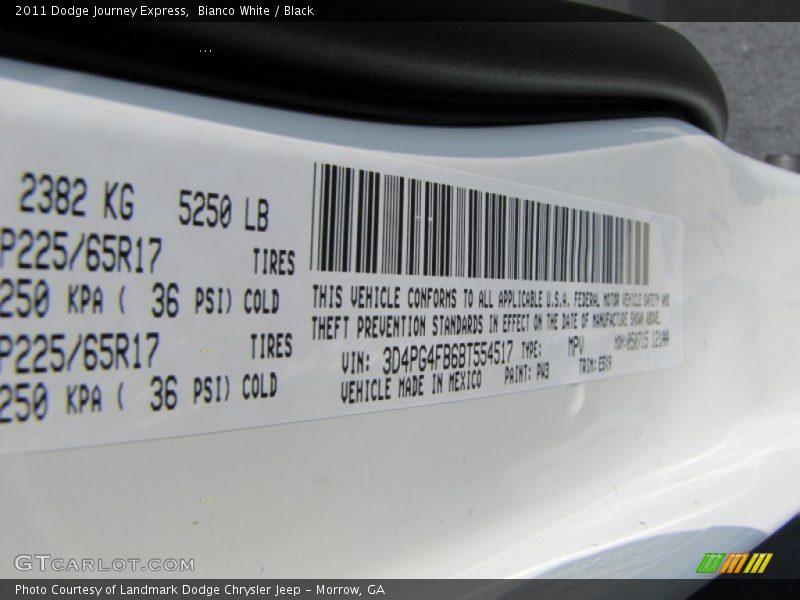 2011 Dodge Journey Express, Bianco White / Black
2382 KG 5250 LB
P225/65R17 TIRES
250 KPA ( 36 PSI) COLD
P225/65R17 TIRES
250 KPA ( 36 PSI) COLD
THIS VEHICLE CONFORMS TO ALL APPLICABLE U.S.A. FEDERAL MOTOR VEHICLE SAFETY AND
THEFT PREVENTION STANDARDS IN EFFECT ON THE DATE OF MANUFACTURE SHOWN ABOVE.
VIN: 3D4PG4FB6BT554517 TYPE: MPV
VEHICLE MADE IN MEXICO PAINT: PW3 TRIM:
GTCARLOT.COM
Photo Courtesy of Landmark Dodge Chrysler Jeep - Morrow, GA